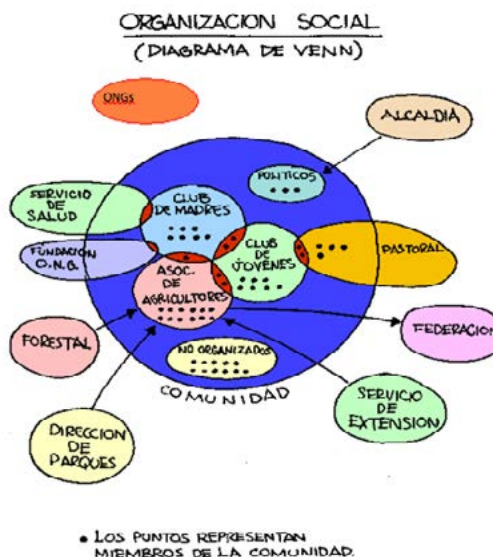 ORGANIZACION SOCIAL
(DIAGRAMA DE VENN)
ONGs
ALCALDIA
POLITICOS
SERVICIO
DE
SALUD
CLUB
DE MADRES
FUNDACION
O.N.G.
CLUB
DE
JOVENES
PASTORAL
ASOC.
DE
AGRICULTORES
FORESTAL
FEDERACION
NO ORGANIZADOS
COMUNIDAD
SERVICIO
DE
EXTENSION
DIRECCION
DE
PARQUES
• LOS PUNTOS REPRESENTAN
MIEMBROS DE LA COMUNIDAD.